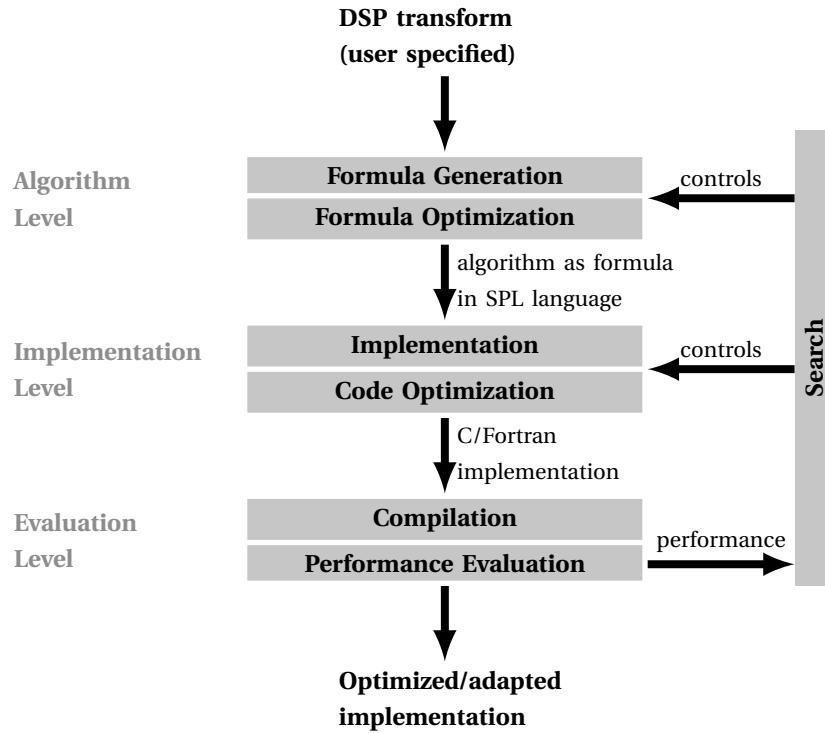 DSP transform
(user specified)
Algorithm
Level
Formula Generation
Formula Optimization
controls
algorithm as formula
in SPL language
Implementation
Level
Implementation
Code Optimization
controls
Search
C/Fortran
implementation
Evaluation
Level
Compilation
Performance Evaluation
performance
Optimized/adapted
implementation